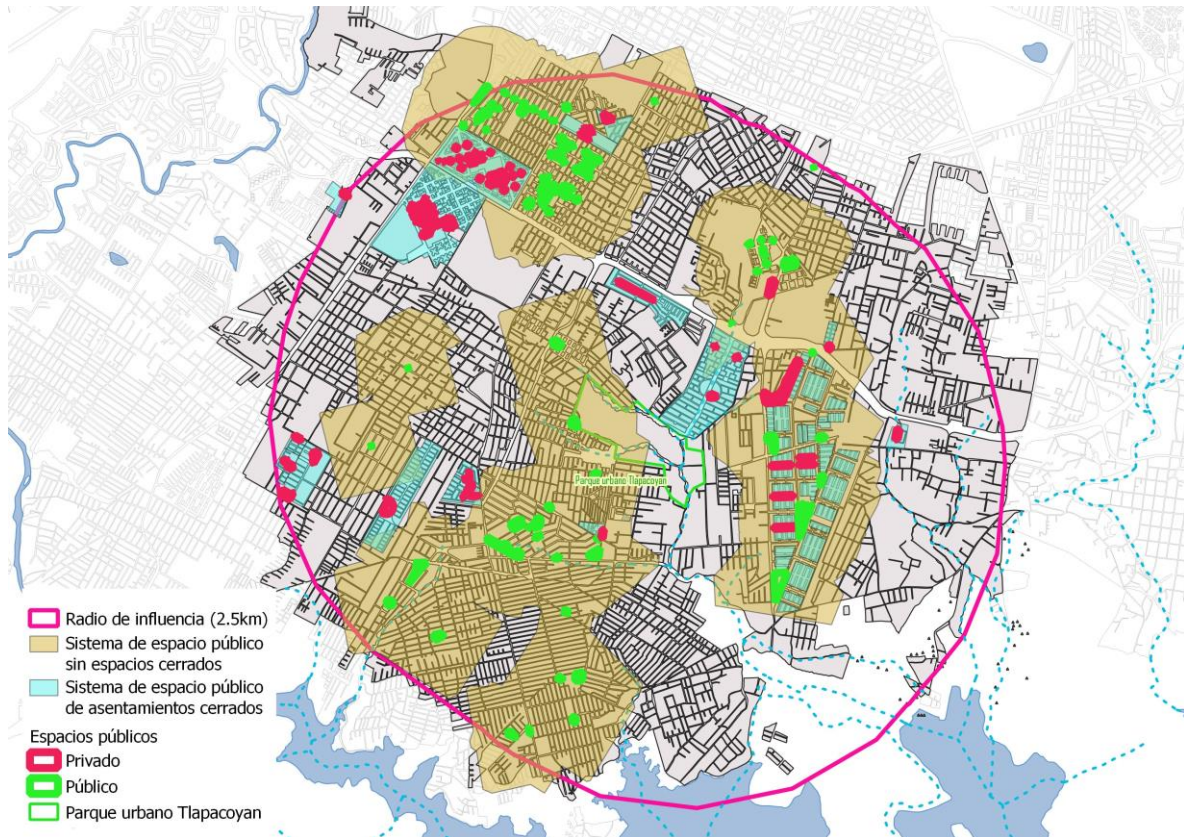 Parque urbano Tlapacoyan
Radio de influencia (2.5km)
Sistema de espacio público
sin espacios cerrados
Sistema de espacio público
de asentamientos cerrados
Espacios públicos
Privado
Público
Parque urbano Tlapacoyan